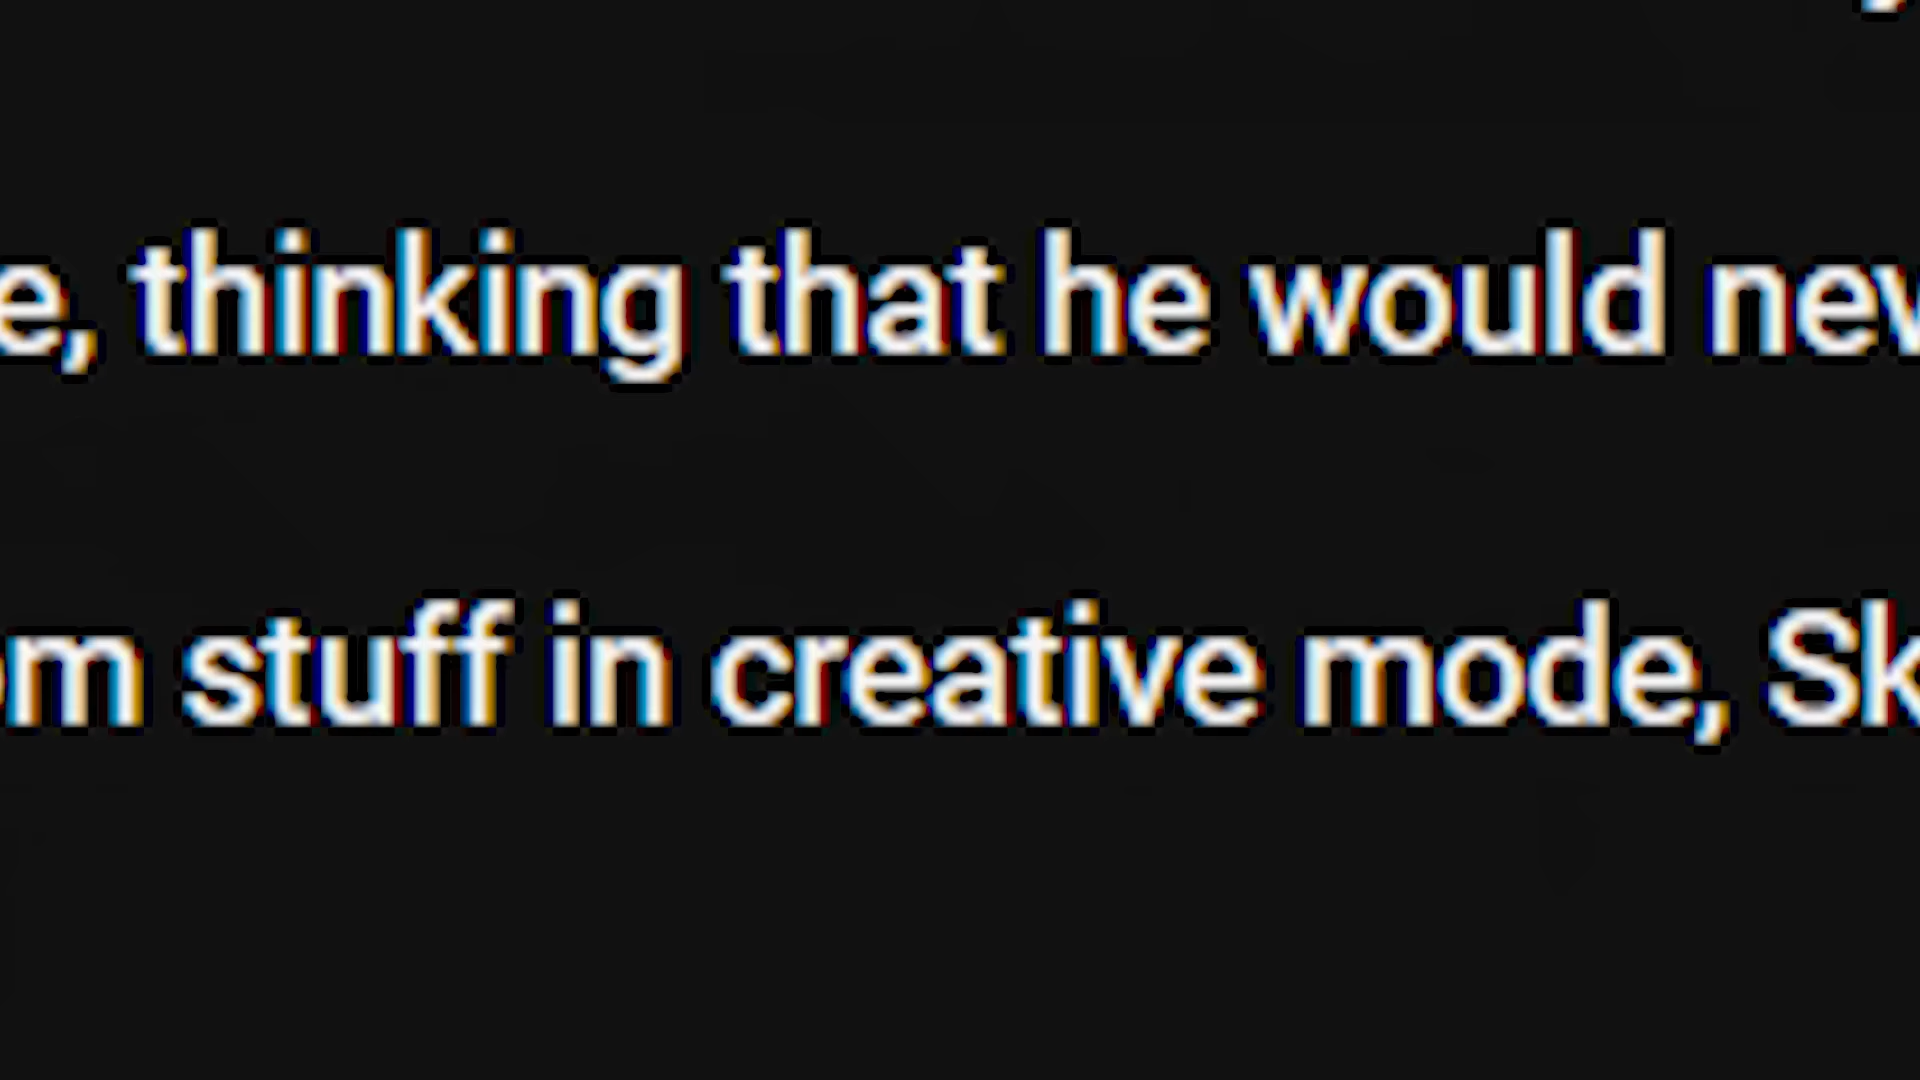 e, thinking that he would nev
om stuff in creative mode, Sk